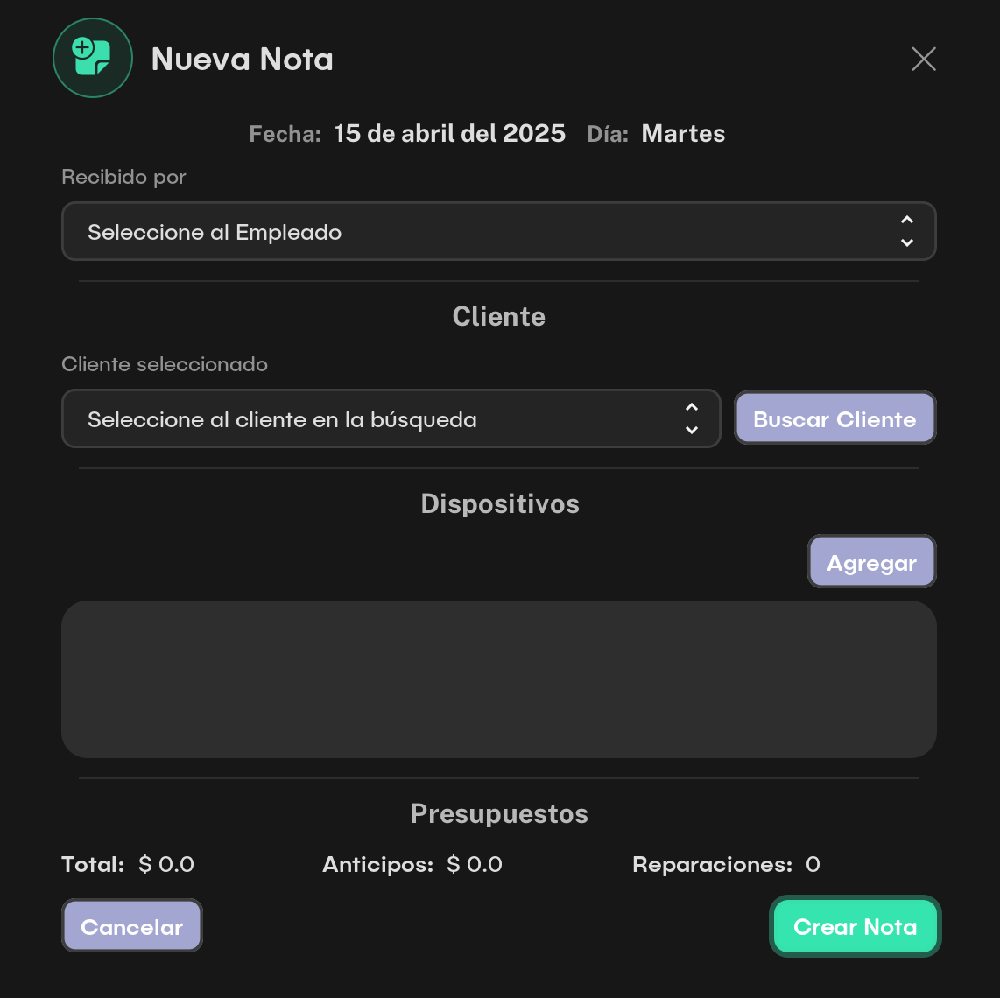 Nueva Nota
Fecha: 15 de abril del 2025 Día: Martes
Recibido por
Seleccione al Empleado
Cliente
Cliente seleccionado
Seleccione al cliente en la búsqueda
Buscar Cliente
Dispositivos
Agregar
Presupuestos
Total: $ 0.0 Anticipos: $ 0.0 Reparaciones: 0
Cancelar
Crear Nota